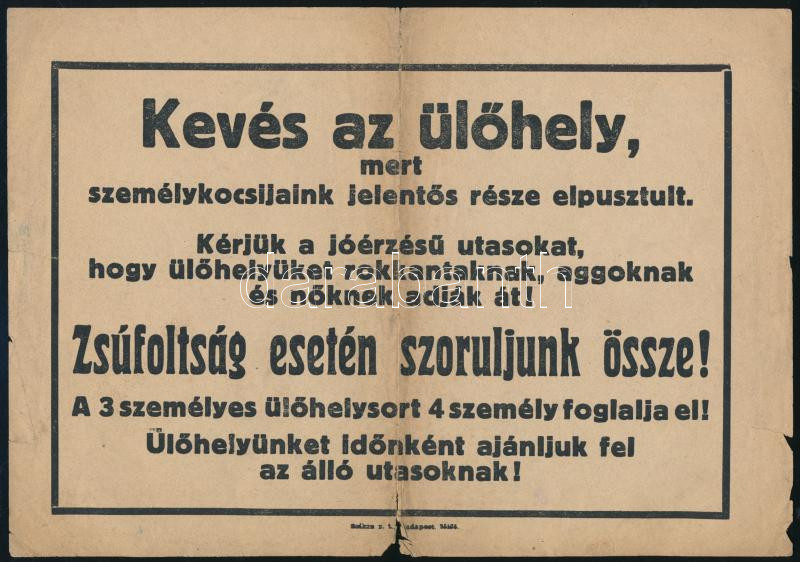 Kevés az ülőhely,
mert
személykocsijaink jelentős része elpusztult.
Kérjük a jóérzésű utasokat,
hogy ülőhelyüket rokkantaknak, aggoknak
és nőknek adják át!
darabanth
Zsúfoltság esetén szoruljunk össze!
A 3 személyes ülőhelysort 4 személy foglalja el!
Ülőhelyünket időnként ajánljuk fel
az álló utasoknak!